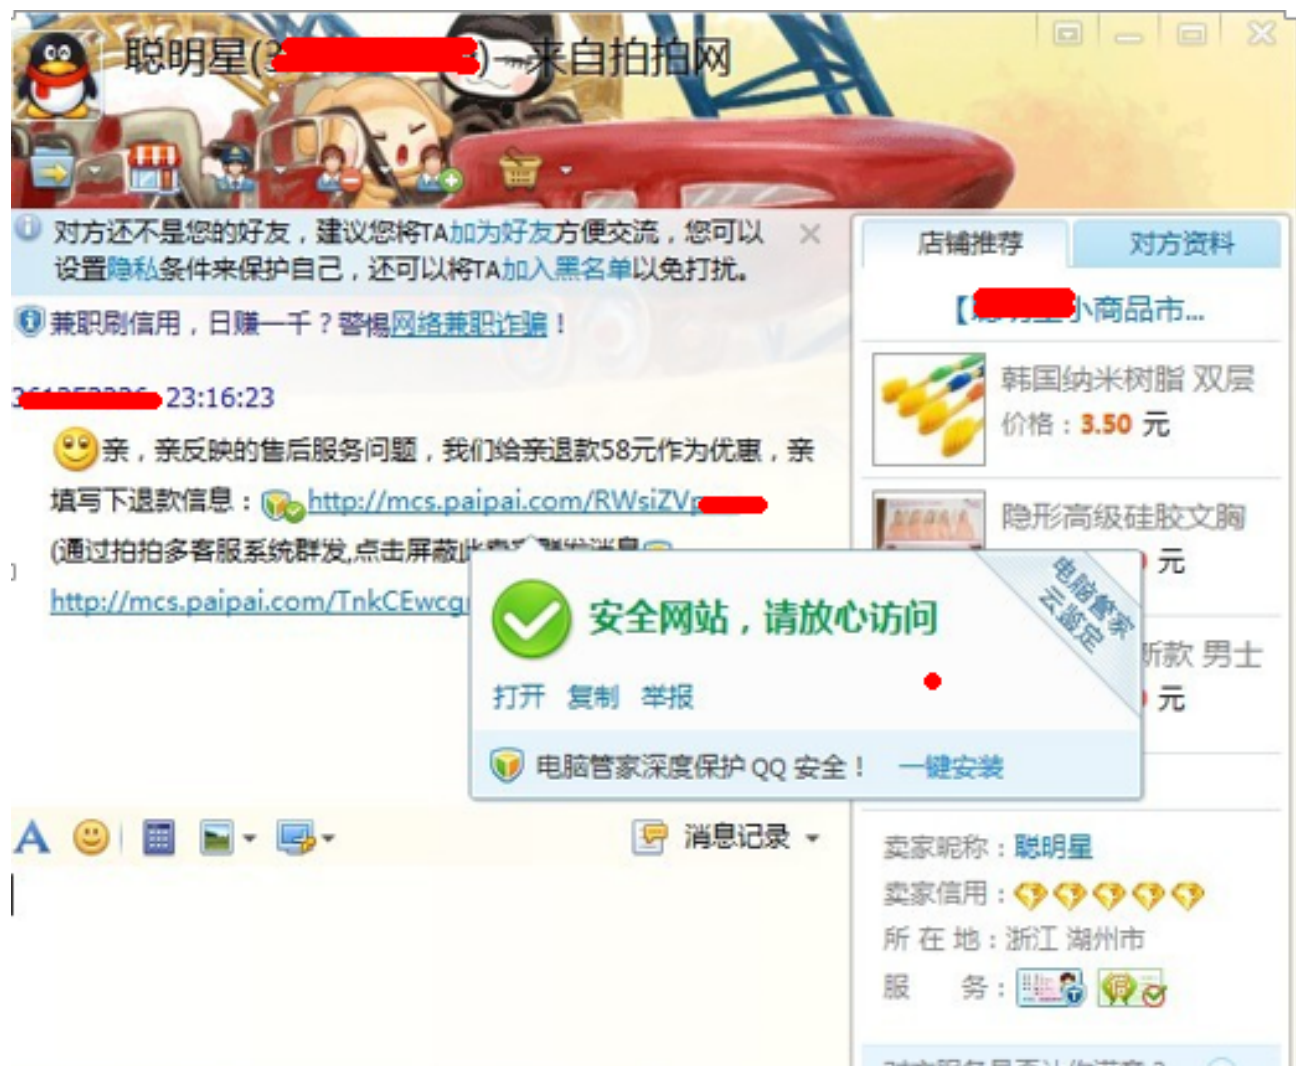 聪明星(3 )—来自拍拍网
对方还不是您的好友，建议您将TA加为好友方便交流，您可以
设置隐私条件来保护自己，还可以将TA加入黑名单以免打扰。
兼职刷信用，日赚一千？警惕网络兼职诈骗！
23:16:23
亲，亲反映的售后服务问题，我们给亲退款58元作为优惠，亲
填写下退款信息：http://mcs.paipai.com/RWsiZVp
(通过拍拍多客服系统群发,点击屏蔽此卖家群发消息
http://mcs.paipai.com/TnkCEwcg
安全网站，请放心访问
电脑管家
云鉴定
打开 复制 举报
电脑管家深度保护 QQ 安全！ 一键安装
消息记录
店铺推荐 对方资料
【 小商品市...
韩国纳米树脂 双层
价格：3.50 元
隐形高级硅胶文胸
元
新款 男士
元
卖家昵称：聪明星
卖家信用：
所 在 地：浙江 湖州市
服 务：